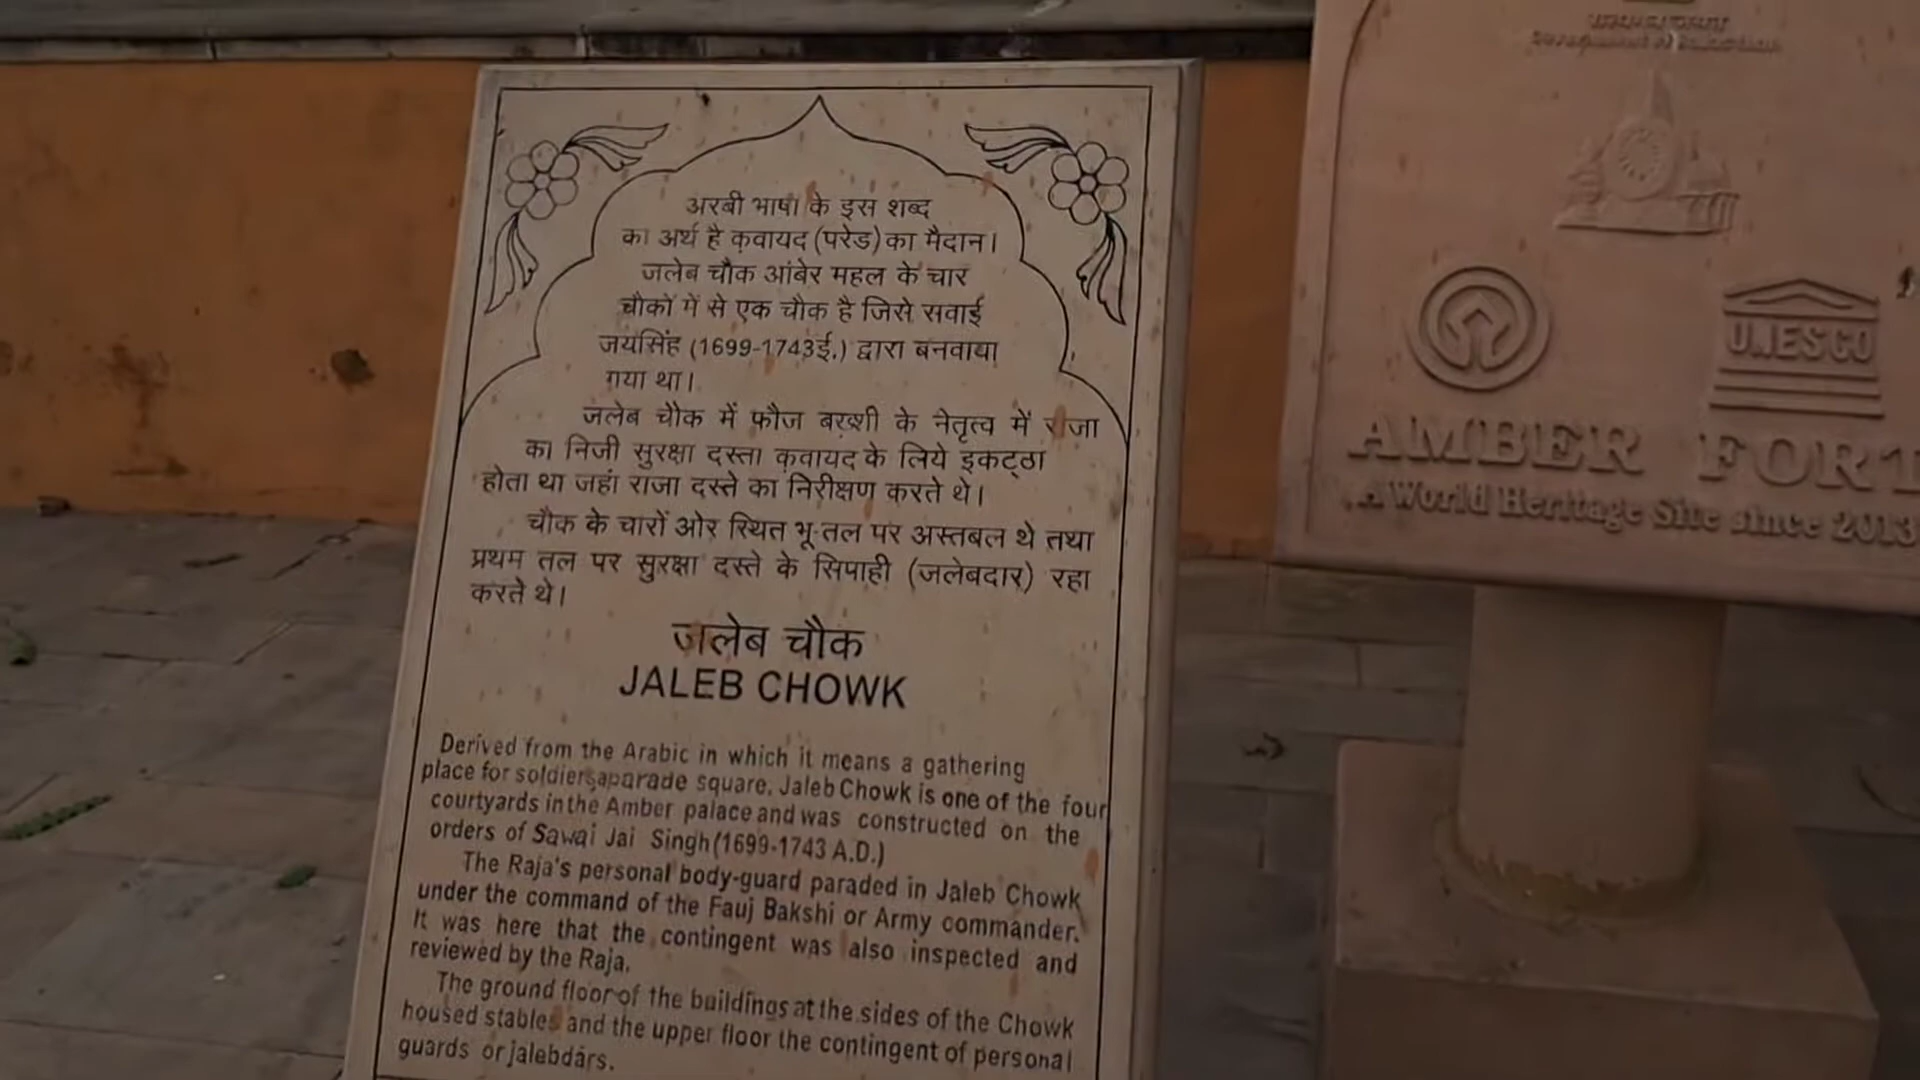 अरबी भाषा के इस शब्द
का अर्थ है क़वायद (परेड) का मैदान।
जलेब चौक आंबेर महल के चार
चौकों में से एक चौक है जिसे सवाई
जयसिंह (1699-1743ई.) द्वारा बनवाया
गया था।
जलेब चौक में फौज बख़्शी के नेतृत्व में राजा
का निजी सुरक्षा दस्ता क़वायद के लिये इकट्ठा
होता था जहां राजा दस्ते का निरीक्षण करते थे।
चौक के चारों ओर स्थित भू-तल पर अस्तबल थे तथा
प्रथम तल पर सुरक्षा दस्ते के सिपाही (जलेबदार) रहा
करते थे।
जलेब चौक
JALEB CHOWK
Derived from the Arabic in which it means a gathering
place for soldiers,aparade square, Jaleb Chowk is one of the four
courtyards in the Amber palace and was constructed on the
orders of Sawai Jai Singh (1699-1743 A.D.)
The Raja's personal body-guard paraded in Jaleb Chowk
under the command of the Fauj Bakshi or Army commander.
It was here that the contingent was also inspected and
reviewed by the Raja.
The ground floor of the buildings at the sides of the Chowk
housed stables and the upper floor the contingent of personal
guards or jalebdars.
UNESCO
AMBER FORT
A World Heritage Site since 2013